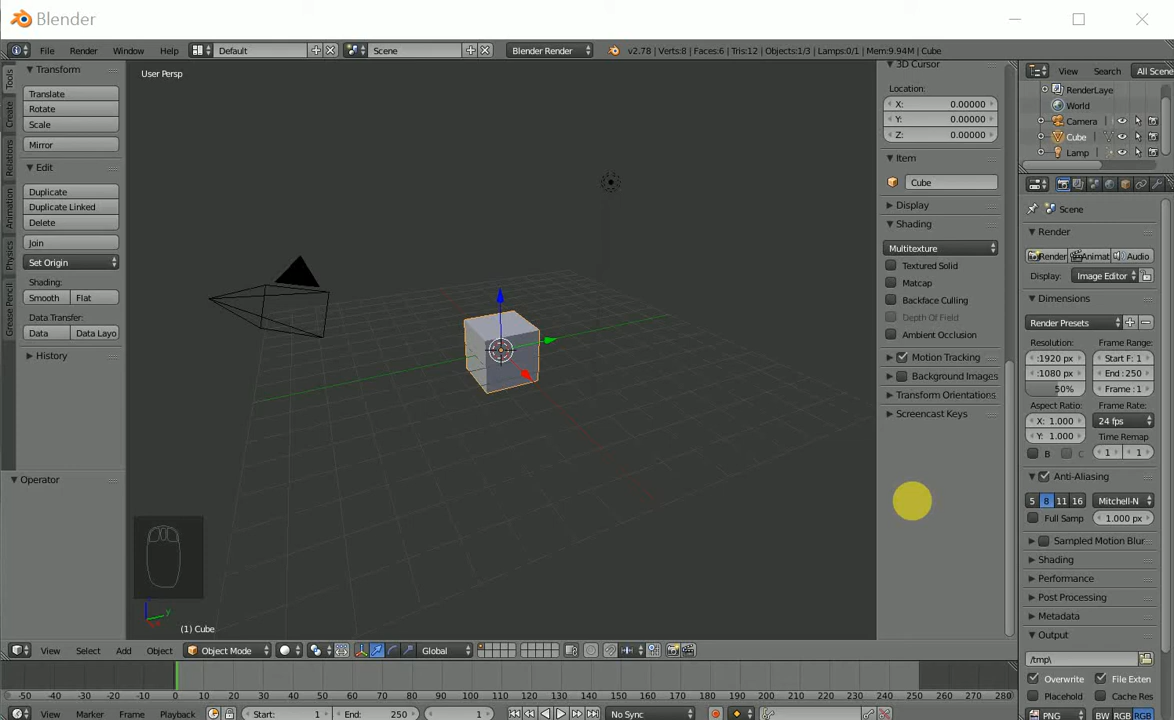 Blender
File Render Window Help Default Scene Blender Render v2.78 | Verts:8 | Faces:6 | Tris:12 | Objects:1/3 | Lamps:0/1 | Mem:9.94M | Cube
Tools
Create
Relations
Animation
Physics
Grease Pencil
Transform
Translate
Rotate
Scale
Mirror
Edit
Duplicate
Duplicate Linked
Delete
Join
Set Origin
Shading:
Smooth Flat
Data Transfer:
Data Data Layo
History
Operator
User Persp
(1) Cube
y
3D Cursor
Location:
X: 0.00000
Y: 0.00000
Z: 0.00000
Item
Cube
Display
Shading
Multitexture
Textured Solid
Matcap
Backface Culling
Depth Of Field
Ambient Occlusion
Motion Tracking
Background Images
Transform Orientations
Screencast Keys
View Search All Scene
RenderLaye
World
Camera
Cube
Lamp
Scene
Render
Render Animat Audio
Display: Image Editor
Dimensions
Render Presets
Resolution: Frame Range:
:1920 px Start F: 1
:1080 px End : 250
50% Frame : 1
Aspect Ratio: Frame Rate:
X: 1.000 24 fps
Y: 1.000 Time Remap
B C 1 1
Anti-Aliasing
5 8 11 16 Mitchell-N
Full Samp 1.000 px
Sampled Motion Blur
Shading
Performance
Post Processing
Metadata
Output
/tmp\
Overwrite File Exten
Placehold Cache Res
PNG BW RGB RGB
View Select Add Object Object Mode Global
-50 -40 -30 -20 -10 0 10 20 30 40 50 60 70 80 90 100 110 120 130 140 150 160 170 180 190 200 210 220 230 240 250 260 270 280
View Marker Frame Playback Start: 1 End: 250 1 No Sync